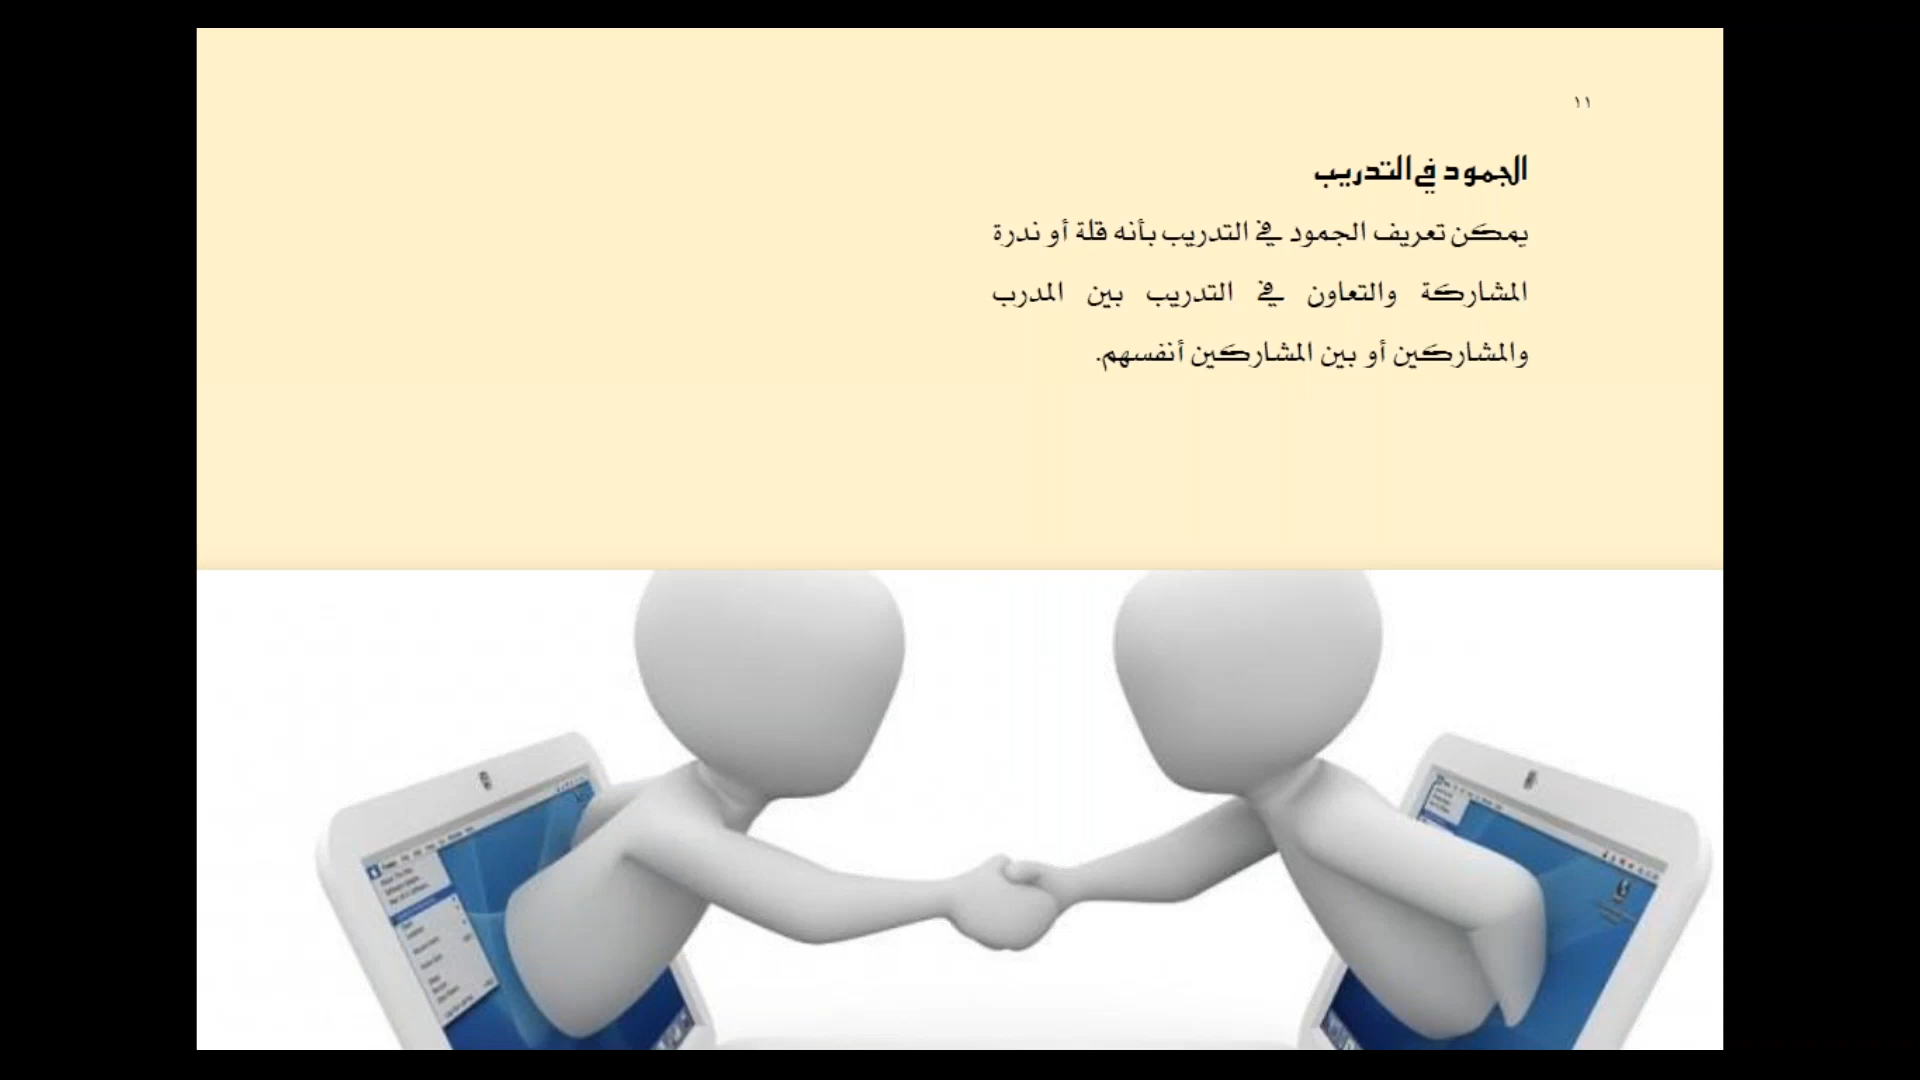 ١١
الجمود في التدريب
يمكن تعريف الجمود في التدريب بأنه قلة أو ندرة
المشاركة والتعاون في التدريب بين المدرب
والمشاركين أو بين المشاركين أنفسهم.